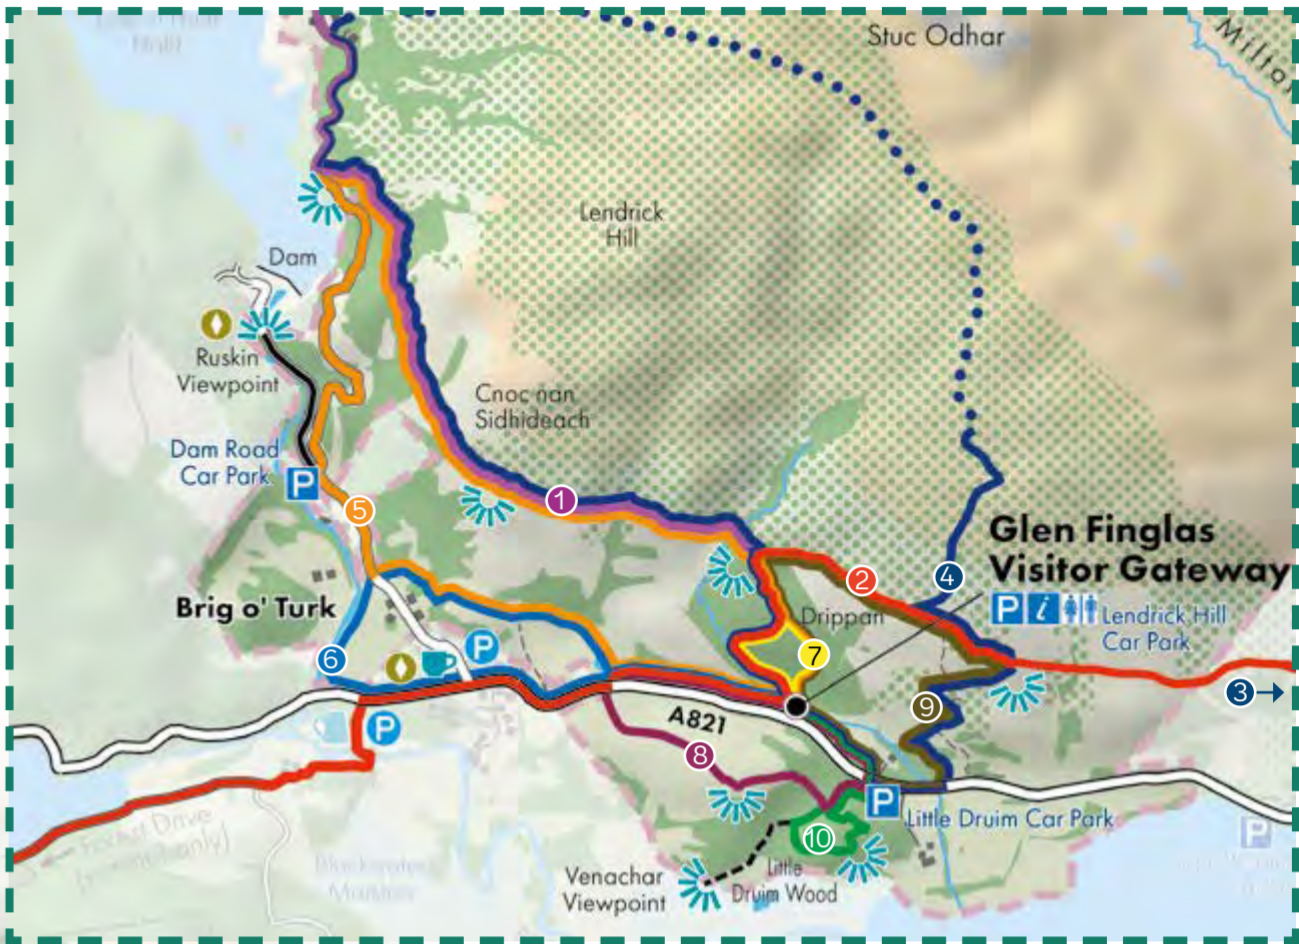 Stuc Odhar
Lendrick
Hill
Dam
Ruskin
Viewpoint
Cnoc nan
Sidhideach
Dam Road
Car Park
P
1
5
Glen Finglas
Visitor Gateway
P i
Lendrick Hill
Car Park
2
4
Drippan
Brig o' Turk
7
6
P
3→
9
A821
P
8
P
Little Druim Car Park
10
P
Venachar
Viewpoint
Little
Druim Wood